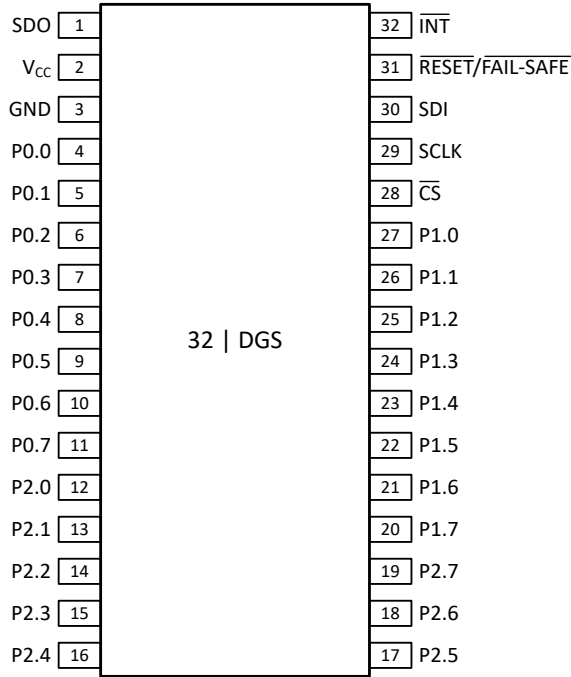 SDO 1 32 INT
VCC 2 31 RESET/FAIL-SAFE
GND 3 30 SDI
P0.0 4 29 SCLK
P0.1 5 28 CS
P0.2 6 27 P1.0
P0.3 7 26 P1.1
P0.4 8 25 P1.2
32 | DGS
P0.5 9 24 P1.3
P0.6 10 23 P1.4
P0.7 11 22 P1.5
P2.0 12 21 P1.6
P2.1 13 20 P1.7
P2.2 14 19 P2.7
P2.3 15 18 P2.6
P2.4 16 17 P2.5